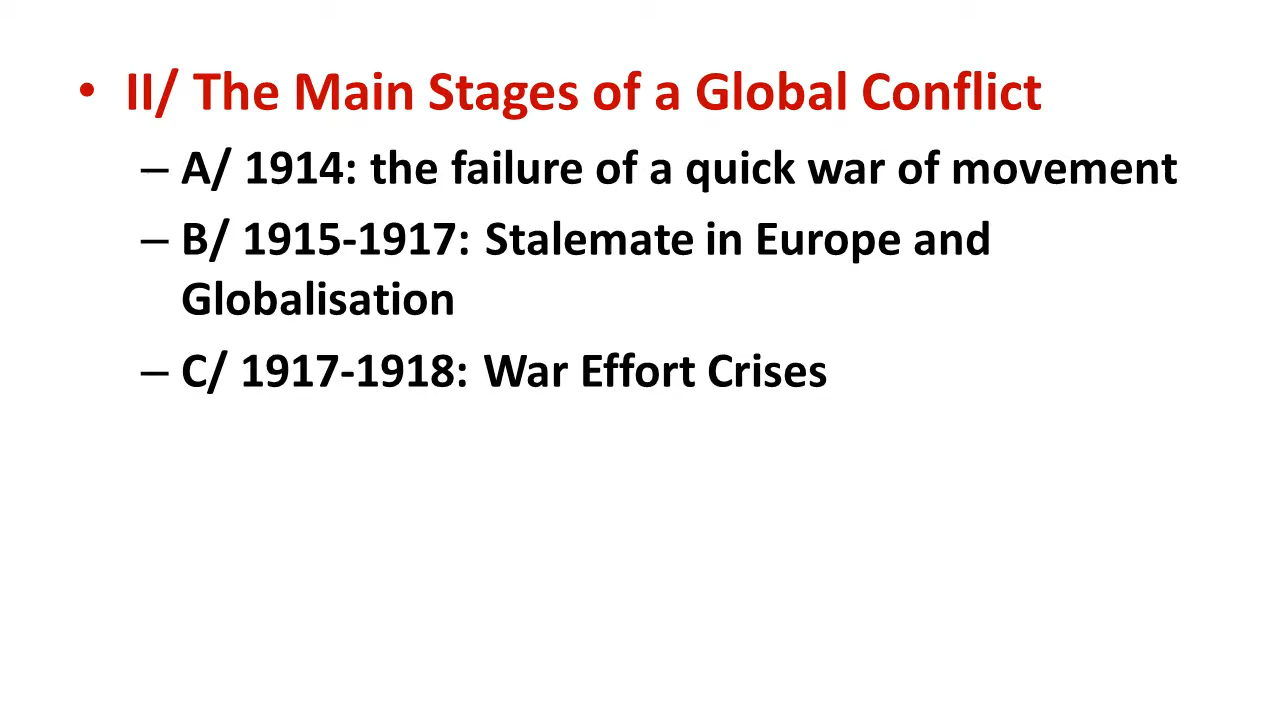 • II/ The Main Stages of a Global Conflict
– A/ 1914: the failure of a quick war of movement
– B/ 1915-1917: Stalemate in Europe and
Globalisation
– C/ 1917-1918: War Effort Crises